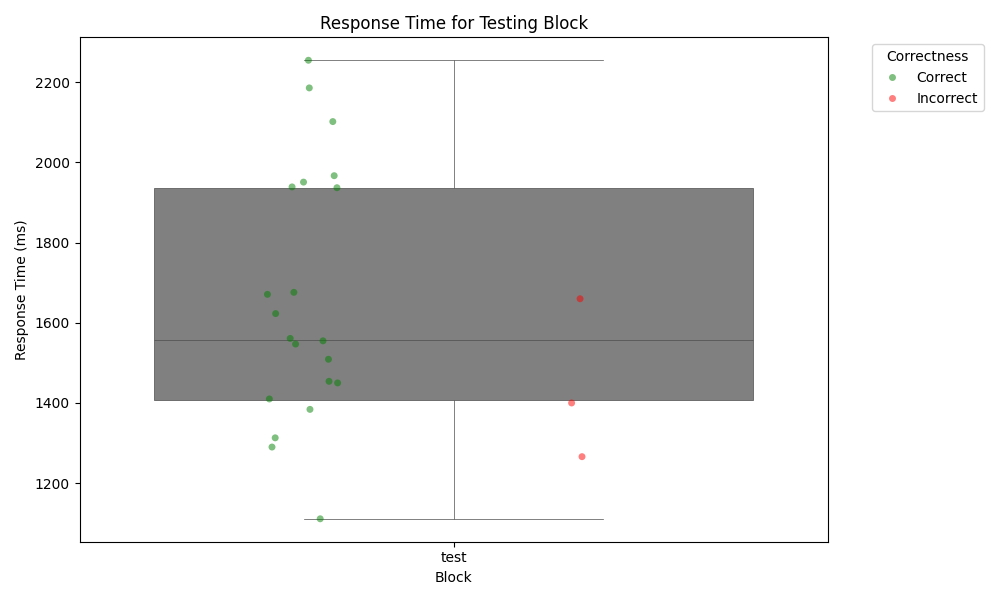 Response Time for Testing Block
Correctness
Correct
Incorrect
Response Time (ms)
2200
2000
1800
1600
1400
1200
test
Block